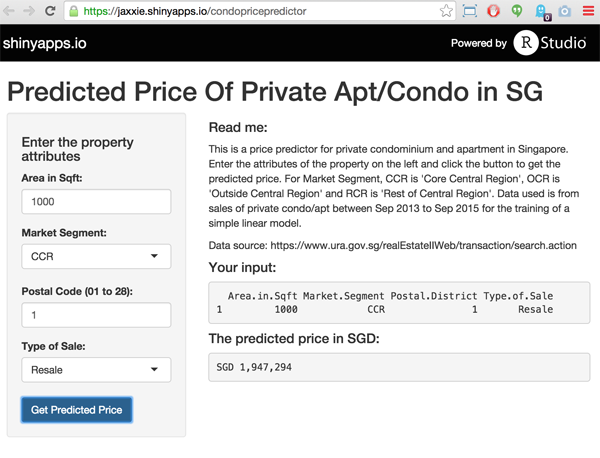 https://jaxxie.shinyapps.io/condopricepredictor
0
shinyapps.io
Powered by R Studio
Predicted Price Of Private Apt/Condo in SG
Enter the property
attributes
Area in Sqft:
1000
Market Segment:
CCR
Postal Code (01 to 28):
1
Type of Sale:
Resale
Get Predicted Price
Read me:
This is a price predictor for private condominium and apartment in Singapore.
Enter the attributes of the property on the left and click the button to get the
predicted price. For Market Segment, CCR is 'Core Central Region', OCR is
'Outside Central Region' and RCR is 'Rest of Central Region'. Data used is from
sales of private condo/apt between Sep 2013 to Sep 2015 for the training of a
simple linear model.
Data source: https://www.ura.gov.sg/realEstateIIWeb/transaction/search.action
Your input:
Area.in.Sqft Market.Segment Postal.District Type.of.Sale
1 1000 CCR 1 Resale
The predicted price in SGD:
SGD 1,947,294